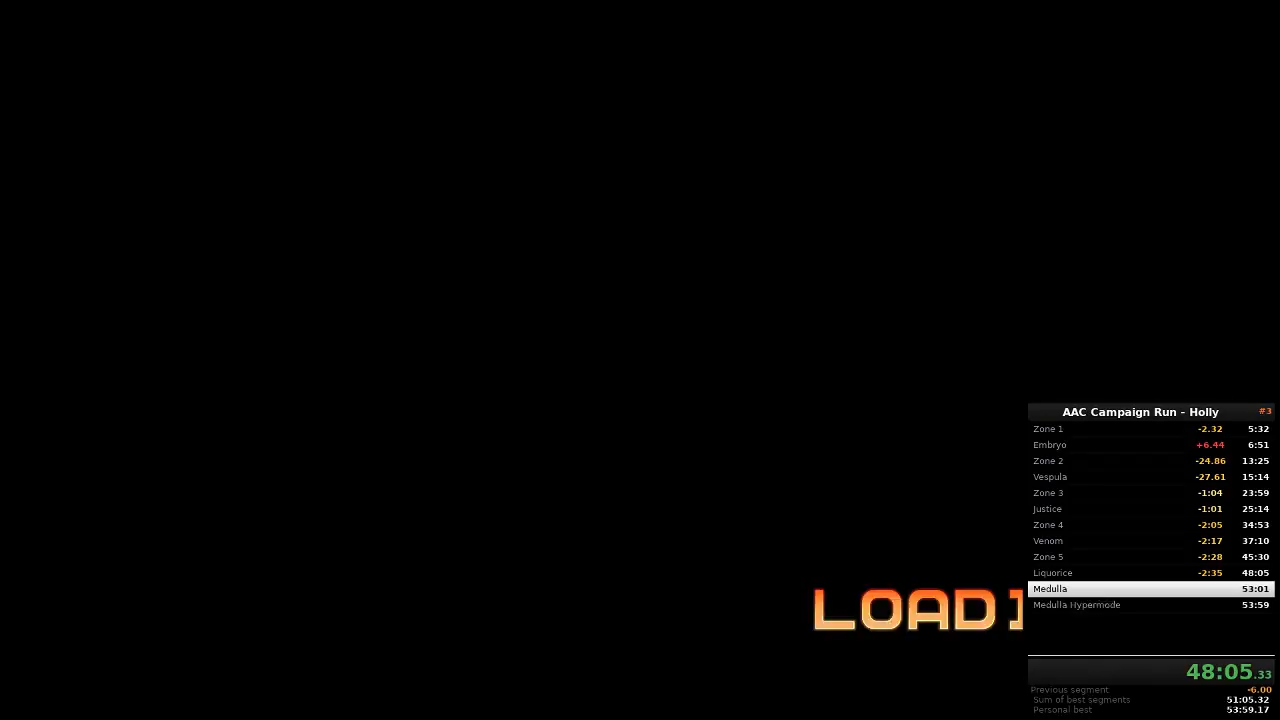 AAC Campaign Run - Holly #3
Zone 1 -2.32 5:32
Embryo +6.44 6:51
Zone 2 -24.86 13:25
Vespula -27.61 15:14
Zone 3 -1:04 23:59
Justice -1:01 25:14
Zone 4 -2:05 34:53
Venom -2:17 37:10
Zone 5 -2:28 45:30
Liquorice -2:35 48:05
Medulla 53:01
Medulla Hypermode 53:59
LOADI
48:05.33
Previous segment -6.00
Sum of best segments 51:05.32
Personal best 53:59.17